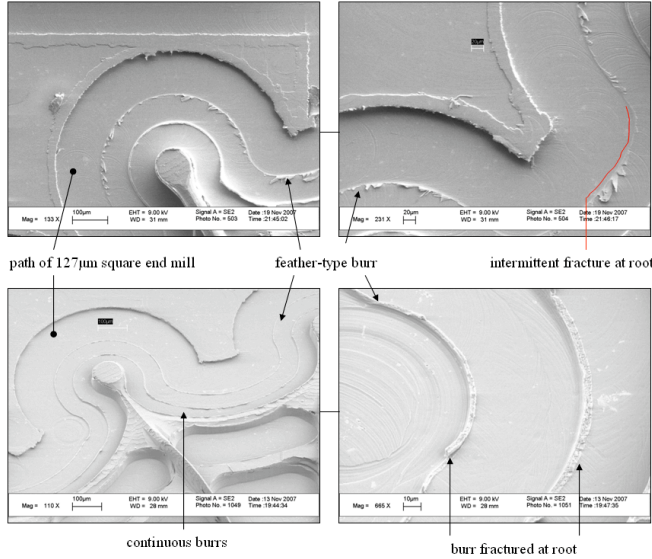 Mag = 133 X 100µm EHT = 9.00 kV WD = 31 mm Signal A = SE2 Photo No. = 503 Date :19 Nov 2007 Time :21:45:02
Mag = 231 X 20µm EHT = 9.00 kV WD = 31 mm Signal A = SE2 Photo No. = 504 Date :19 Nov 2007 Time :21:46:17
path of 127µm square end mill
feather-type burr
intermittent fracture at root
Mag = 110 X 100µm EHT = 9.00 kV WD = 28 mm Signal A = SE2 Photo No. = 1049 Date :13 Nov 2007 Time :19:44:34
Mag = 665 X 10µm EHT = 9.00 kV WD = 28 mm Signal A = SE2 Photo No. = 1051 Date :13 Nov 2007 Time :19:47:35
continuous burrs
burr fractured at root